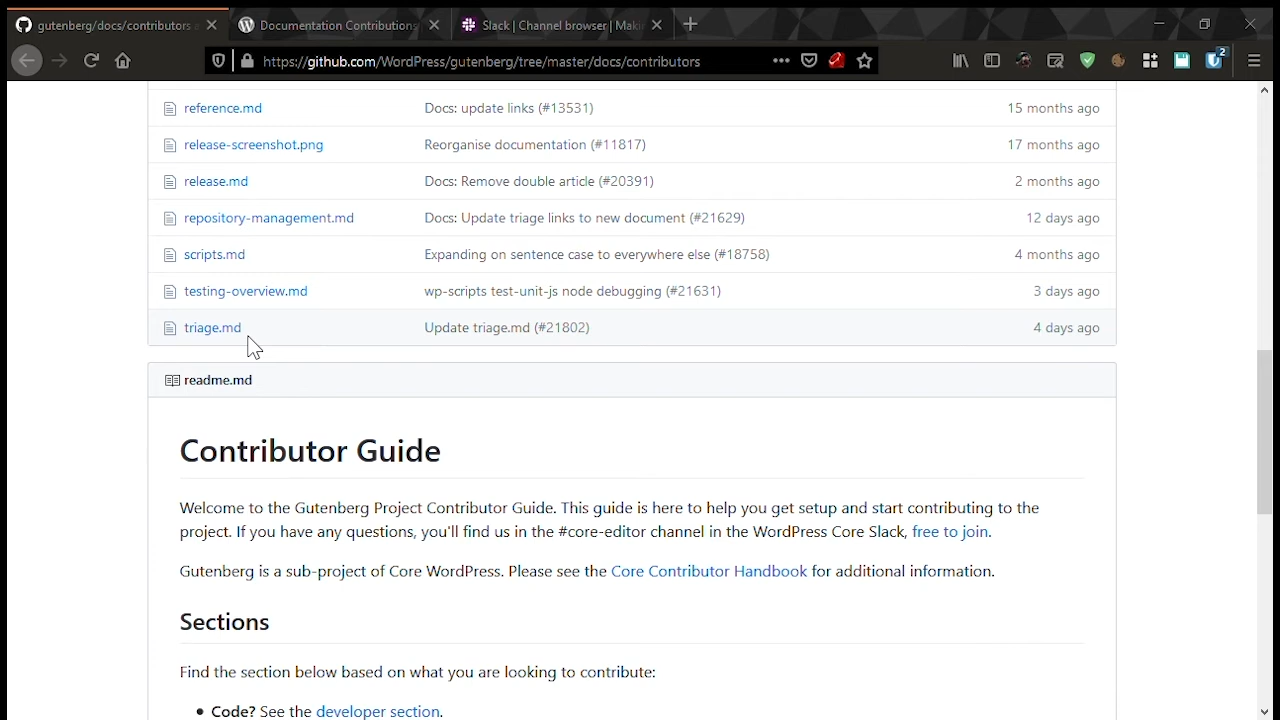 gutenberg/docs/contributors a
Documentation Contributions
Slack | Channel browser | Maki
https://github.com/WordPress/gutenberg/tree/master/docs/contributors
2
reference.md Docs: update links (#13531) 15 months ago
release-screenshot.png Reorganise documentation (#11817) 17 months ago
release.md Docs: Remove double article (#20391) 2 months ago
repository-management.md Docs: Update triage links to new document (#21629) 12 days ago
scripts.md Expanding on sentence case to everywhere else (#18758) 4 months ago
testing-overview.md wp-scripts test-unit-js node debugging (#21631) 3 days ago
triage.md Update triage.md (#21802) 4 days ago
readme.md
Contributor Guide
Welcome to the Gutenberg Project Contributor Guide. This guide is here to help you get setup and start contributing to the
project. If you have any questions, you'll find us in the #core-editor channel in the WordPress Core Slack, free to join.
Gutenberg is a sub-project of Core WordPress. Please see the Core Contributor Handbook for additional information.
Sections
Find the section below based on what you are looking to contribute:
• Code? See the developer section.